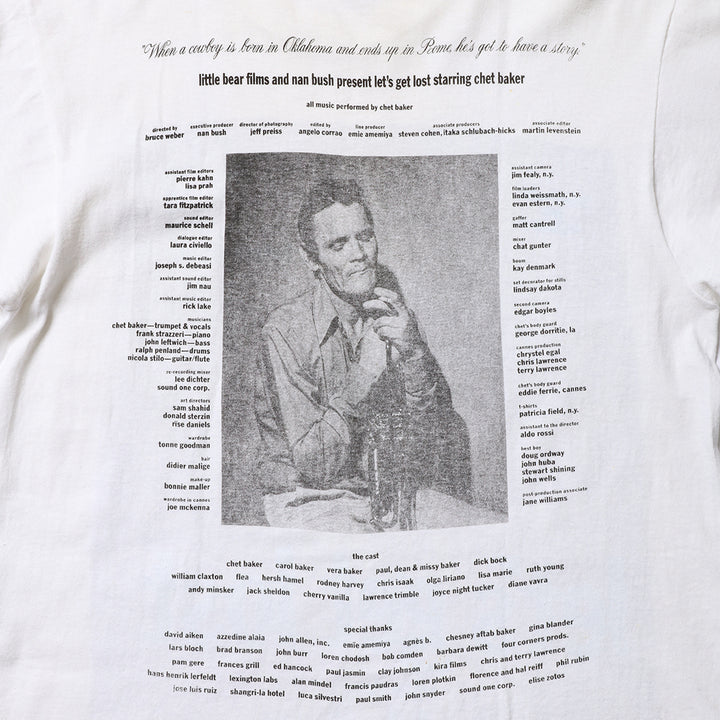 "When a cowboy is born in Oklahoma and ends up in Rome, he's got to have a story."
little bear films and nan bush present let's get lost starring chet baker
all music performed by chet baker
directed by
bruce weber
executive producer
nan bush
director of photography
jeff preiss
edited by
angelo corrao
line producer
emie amemiya
associate producers
steven cohen, itaka schlubach-hicks
associate editor
martin levenstein
assistant film editors
pierre kahn
lisa prah
apprentice film editor
tara fitzpatrick
sound editor
maurice schell
dialogue editor
laura civiello
music editor
joseph s. debeasi
assistant sound editor
jim nau
assistant music editor
rick lake
musicians
chet baker—trumpet & vocals
frank strazzeri—piano
john leftwich—bass
ralph penland—drums
nicola stilo—guitar/flute
re-recording mixer
lee dichter
sound one corp.
art directors
sam shahid
donald sterzin
rise daniels
wardrobe
tonne goodman
hair
didier malige
make-up
bonnie maller
wardrobe in cannes
joe mckenna
assistant camera
jim fealy, n.y.
film loaders
linda weissmath, n.y.
evan estern, n.y.
gaffer
matt cantrell
mixer
chat gunter
boom
kay denmark
set decorator for stills
lindsay dakota
second camera
edgar boyles
chet's body guard
george dorritie, la
cannes production
chrystel egal
chris lawrence
terry lawrence
chet's body guard
eddie ferrie, cannes
t-shirts
patricia field, n.y.
assistant to the director
aldo rossi
best boy
doug ordway
john huba
stewart shining
john wells
post-production associate
jane williams
the cast
chet baker carol baker vera baker paul, dean & missy baker dick bock
william claxton flea hersh hamel rodney harvey chris isaak olga liriano lisa marie ruth young
andy minsker jack sheldon cherry vanilla lawrence trimble joyce night tucker diane vavra
special thanks
david aiken azzedine alaia john allen, inc. emie amemiya agnès b. chesney aftab baker gina blander
lars bloch brad branson john burr loren chodosh bob comden barbara dewitt four corners prods.
pam gere frances grill ed hancock paul jasmin clay johnson kira films chris and terry lawrence
hans henrik lerfeldt lexington labs alan mindel francis paudras loren plotkin florence and hal reiff phil rubin
jose luis ruiz shangri-la hotel luca silvestri paul smith john snyder sound one corp. elise zotos